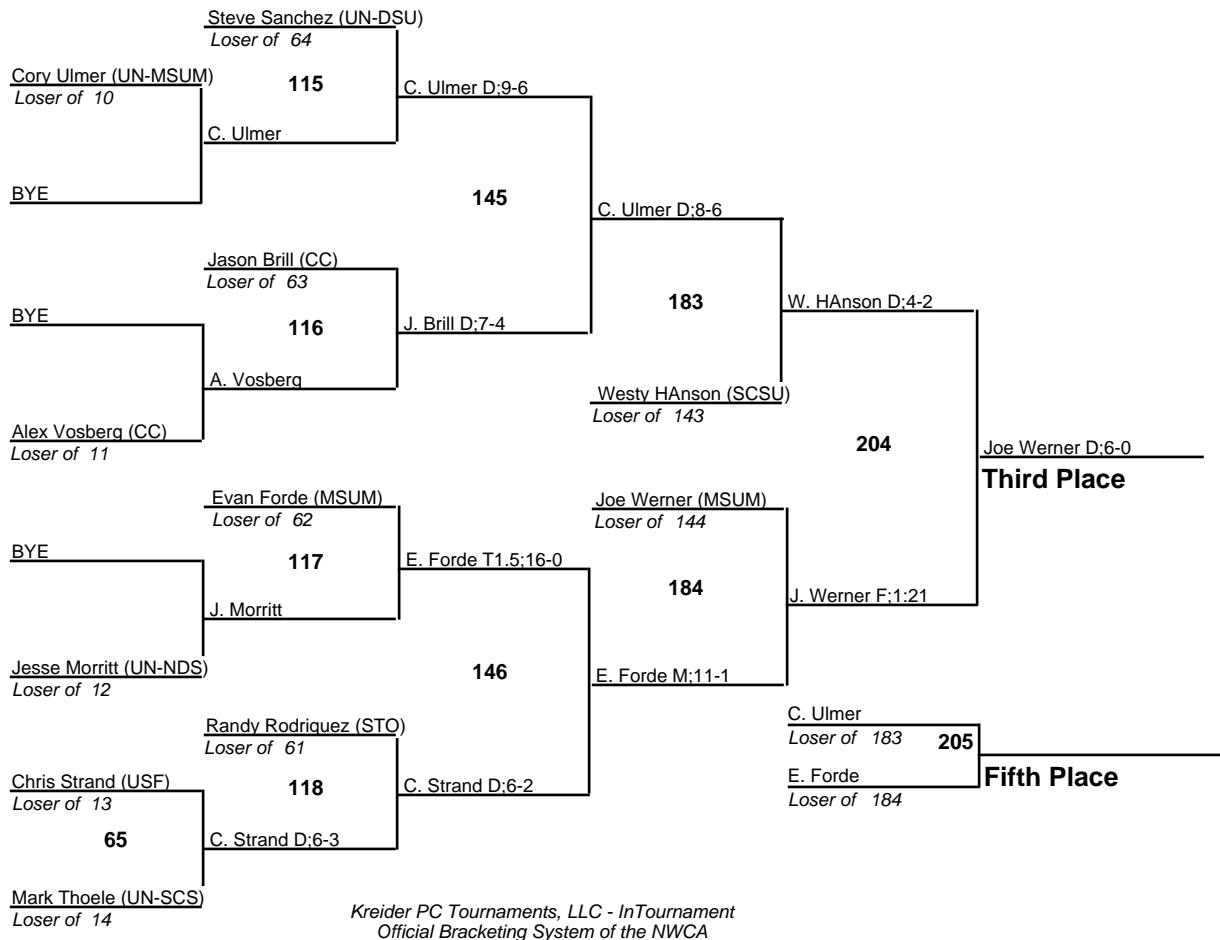 Steve Sanchez (UN-DSU)
Loser of 64
Cory Ulmer (UN-MSUM)
Loser of 10
115
C. Ulmer D;9-6
C. Ulmer
BYE
145
C. Ulmer D;8-6
Jason Brill (CC)
Loser of 63
183
W. HAnson D;4-2
BYE
116
J. Brill D;7-4
A. Vosberg
Westy HAnson (SCSU)
Loser of 143
Alex Vosberg (CC)
Loser of 11
204
Joe Werner D;6-0
Third Place
Evan Forde (MSUM)
Loser of 62
Joe Werner (MSUM)
Loser of 144
BYE
117
E. Forde T1.5;16-0
184
J. Werner F;1:21
J. Morritt
Jesse Morritt (UN-NDS)
Loser of 12
146
E. Forde M;11-1
C. Ulmer
Loser of 183
205
Randy Rodriquez (STO)
Loser of 61
Fifth Place
E. Forde
Loser of 184
Chris Strand (USF)
Loser of 13
118
C. Strand D;6-2
65
C. Strand D;6-3
Mark Thoele (UN-SCS)
Loser of 14
Kreider PC Tournaments, LLC - InTournament
Official Bracketing System of the NWCA